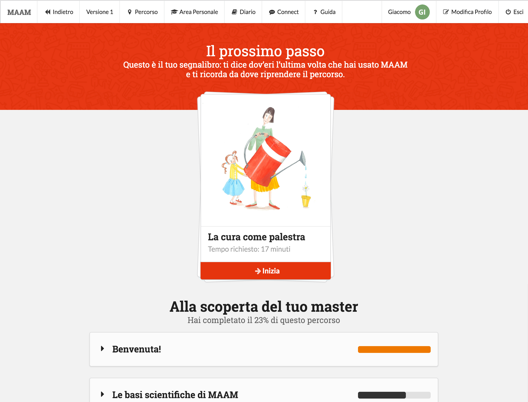 MAAM
Indietro
Versione 1
Percorso
Area Personale
Diario
Connect
? Guida
Giacomo
GI
Modifica Profilo
Esci
Il prossimo passo
Questo è il tuo segnalibro: ti dice dov'eri l'ultima volta che hai usato MAAM
e ti ricorda da dove riprendere il percorso.
La cura come palestra
Tempo richiesto: 17 minuti
Inizia
Alla scoperta del tuo master
Hai completato il 23% di questo percorso
Benvenuta!
Le basi scientifiche di MAAM